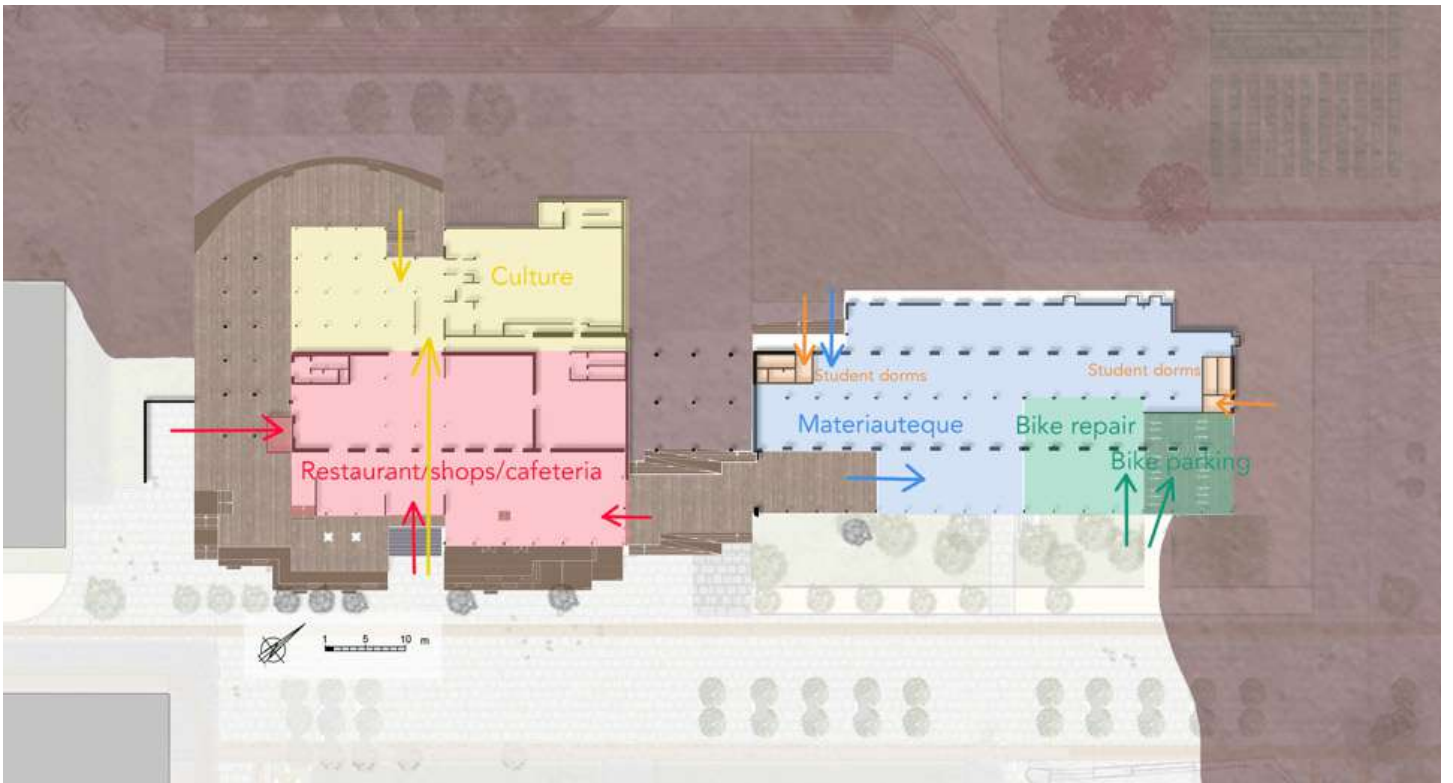 Culture
Student dorms
Student dorms
Materiauteque
Bike repair
Restaurant/shops/cafeteria
Bike parking
1 5 10 m